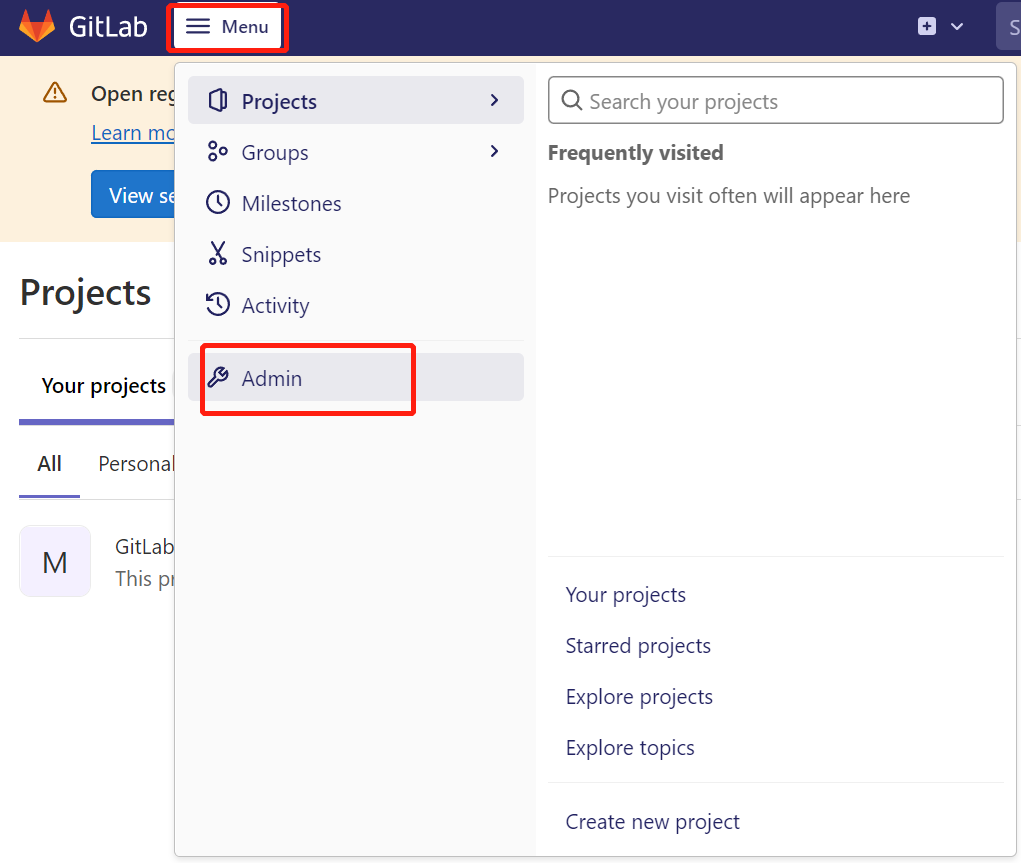 GitLab
Menu
S
Open reg
Learn mo
View se
Projects
Your projects
All
Personal
M
GitLab
This pr
Projects
Groups
Milestones
Snippets
Activity
Admin
Search your projects
Frequently visited
Projects you visit often will appear here
Your projects
Starred projects
Explore projects
Explore topics
Create new project